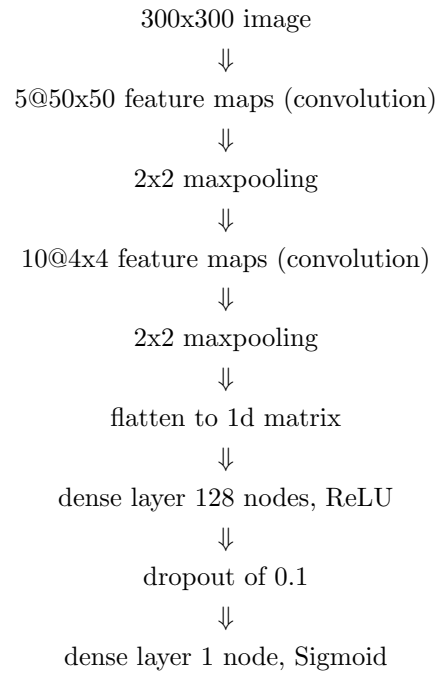 300x300 image
⇓
5@50x50 feature maps (convolution)
⇓
2x2 maxpooling
⇓
10@4x4 feature maps (convolution)
⇓
2x2 maxpooling
⇓
flatten to 1d matrix
⇓
dense layer 128 nodes, ReLU
⇓
dropout of 0.1
⇓
dense layer 1 node, Sigmoid